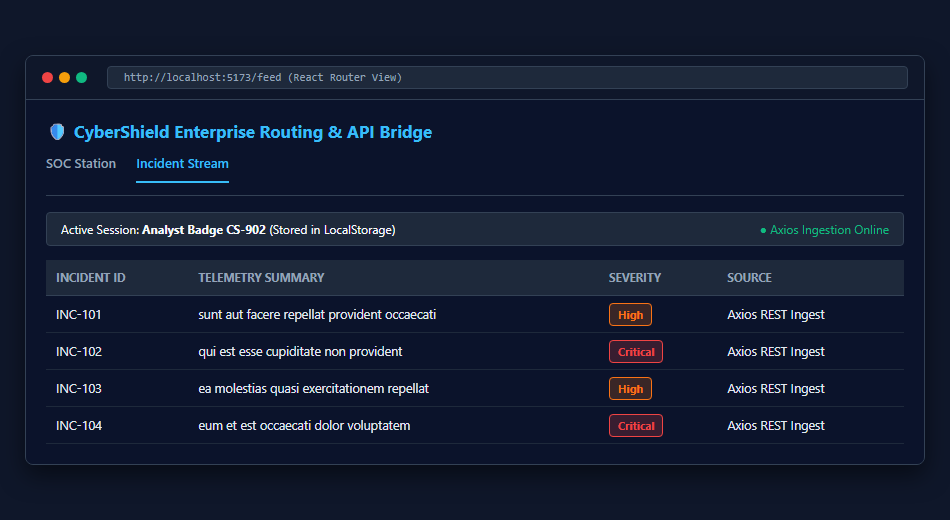 http://localhost:5173/feed (React Router View)
CyberShield Enterprise Routing & API Bridge
SOC Station Incident Stream
Active Session: Analyst Badge CS-902 (Stored in LocalStorage) ● Axios Ingestion Online
INCIDENT ID TELEMETRY SUMMARY SEVERITY SOURCE
INC-101 sunt aut facere repellat provident occaecati High Axios REST Ingest
INC-102 qui est esse cupiditate non provident Critical Axios REST Ingest
INC-103 ea molestias quasi exercitationem repellat High Axios REST Ingest
INC-104 eum et est occaecati dolor voluptatem Critical Axios REST Ingest